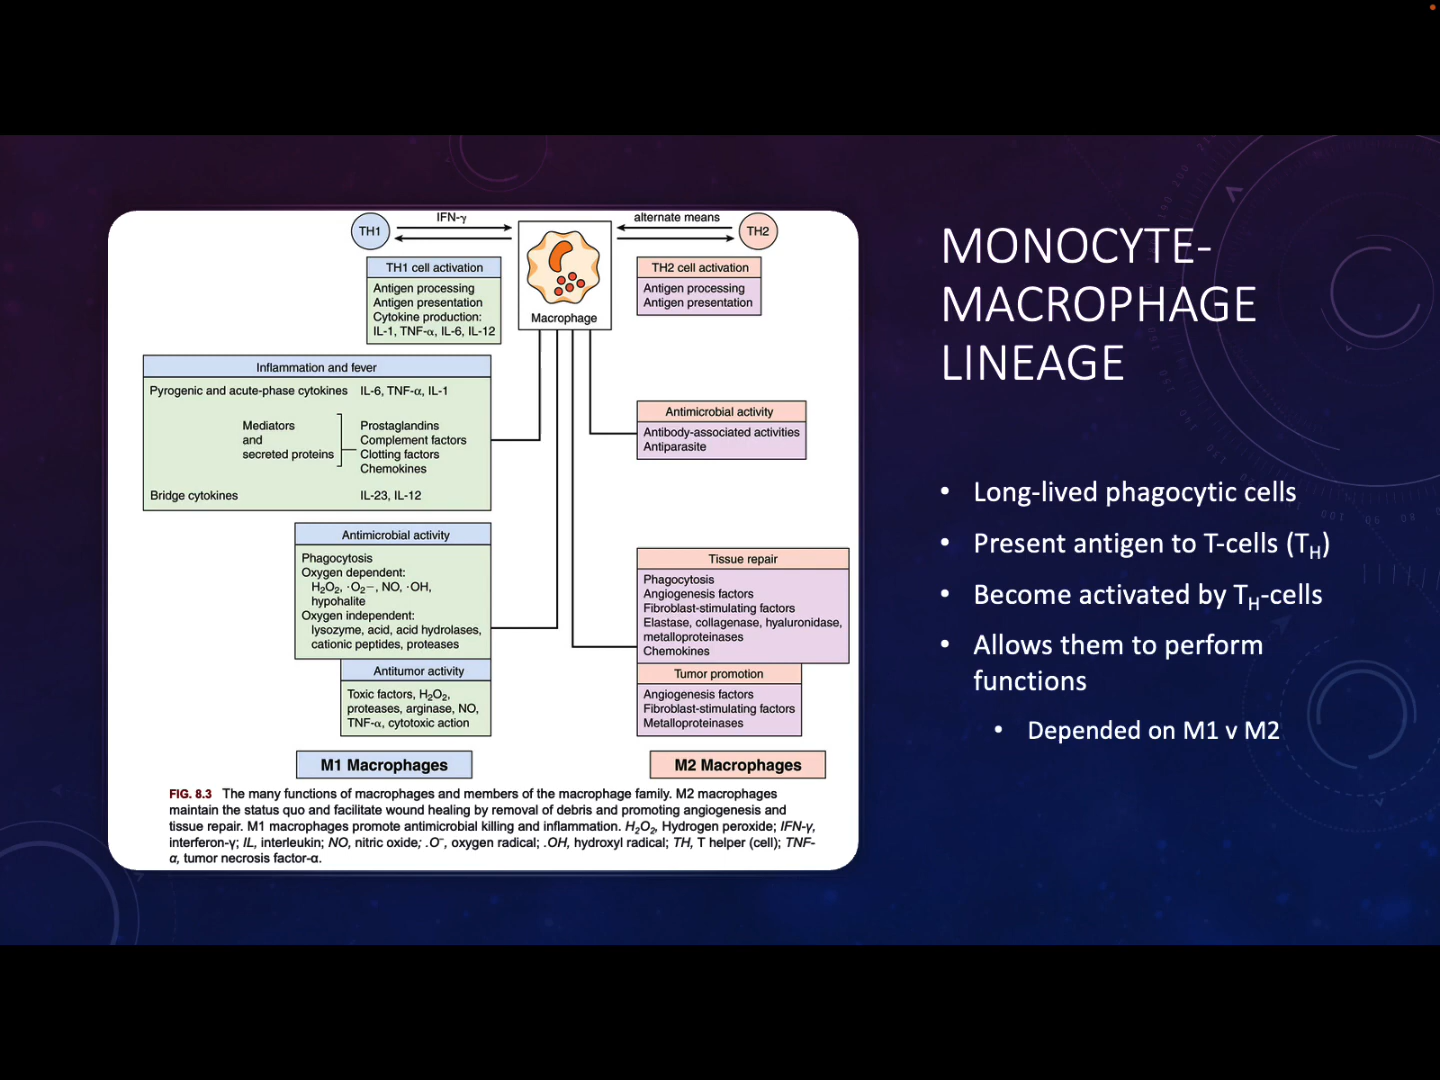 MONOCYTE-
MACROPHAGE
LINEAGE
• Long-lived phagocytic cells
• Present antigen to T-cells (TH)
• Become activated by TH-cells
• Allows them to perform
functions
• Depended on M1 v M2
TH1
IFN-γ
alternate means
TH2
Macrophage
TH1 cell activation
Antigen processing
Antigen presentation
Cytokine production:
IL-1, TNF-α, IL-6, IL-12
TH2 cell activation
Antigen processing
Antigen presentation
Inflammation and fever
Pyrogenic and acute-phase cytokines IL-6, TNF-α, IL-1
Mediators
and
secreted proteins
Prostaglandins
Complement factors
Clotting factors
Chemokines
Bridge cytokines IL-23, IL-12
Antimicrobial activity
Antibody-associated activities
Antiparasite
Antimicrobial activity
Phagocytosis
Oxygen dependent:
H₂O₂, ·O₂−, NO, ·OH,
hypohalite
Oxygen independent:
lysozyme, acid, acid hydrolases,
cationic peptides, proteases
Antitumor activity
Toxic factors, H₂O₂,
proteases, arginase, NO,
TNF-α, cytotoxic action
Tissue repair
Phagocytosis
Angiogenesis factors
Fibroblast-stimulating factors
Elastase, collagenase, hyaluronidase,
metalloproteinases
Chemokines
Tumor promotion
Angiogenesis factors
Fibroblast-stimulating factors
Metalloproteinases
M1 Macrophages
M2 Macrophages
FIG. 8.3 The many functions of macrophages and members of the macrophage family. M2 macrophages
maintain the status quo and facilitate wound healing by removal of debris and promoting angiogenesis and
tissue repair. M1 macrophages promote antimicrobial killing and inflammation. H₂O₂, Hydrogen peroxide; IFN-γ,
interferon-γ; IL, interleukin; NO, nitric oxide; .O⁻, oxygen radical; .OH, hydroxyl radical; TH, T helper (cell); TNF-
α, tumor necrosis factor-α.